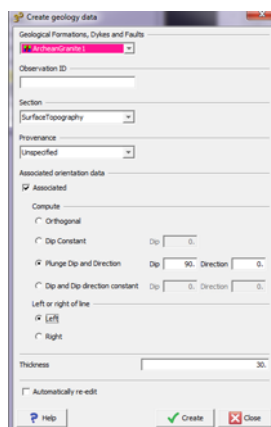 Create geology data
Geological Formations, Dykes and Faults
ArcheanGranite1
Observation ID
Section
SurfaceTopography
Provenance
Unspecified
Associated orientation data
Associated
Compute
Orthogonal
Dip Constant Dip 0.
Plunge Dip and Direction Dip 90. Direction 0.
Dip and Dip direction constant Dip 0. Direction 0.
Left or right of line
Left
Right
Thickness 30.
Automatically re-edit
? Help Create Close